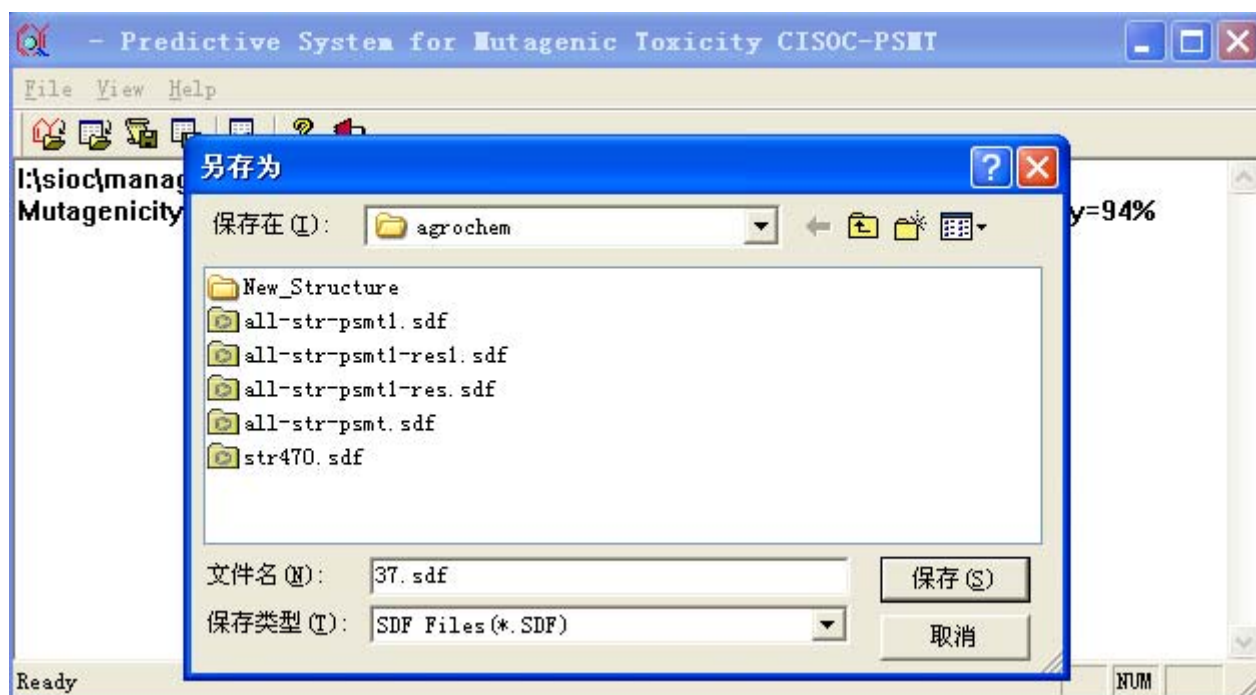 - Predictive System for Mutagenic Toxicity CISOC-PSMT
File View Help
I:\sioc\manag
Mutagenicity
y=94%
另存为
保存在(I):
agrochem
New_Structure
all-str-psmt1.sdf
all-str-psmt1-res1.sdf
all-str-psmt1-res.sdf
all-str-psmt.sdf
str470.sdf
文件名(N):
37.sdf
保存(S)
保存类型(T):
SDF Files(*.SDF)
取消
Ready
NUM